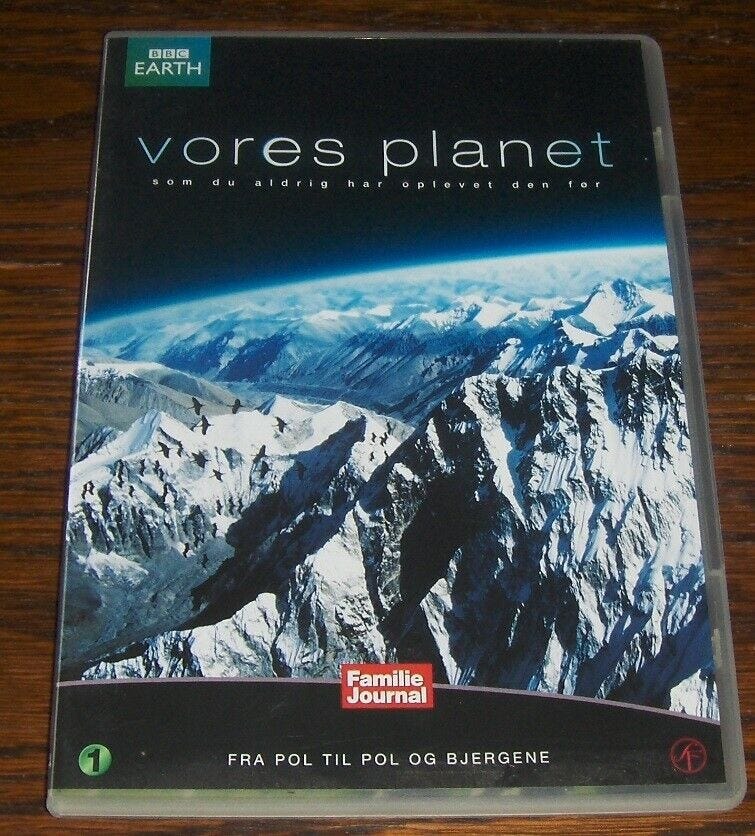 BBC
EARTH
vores planet
som du aldrig har oplevet den før
Familie
Journal
1
FRA POL TIL POL OG BJERGENE
SF